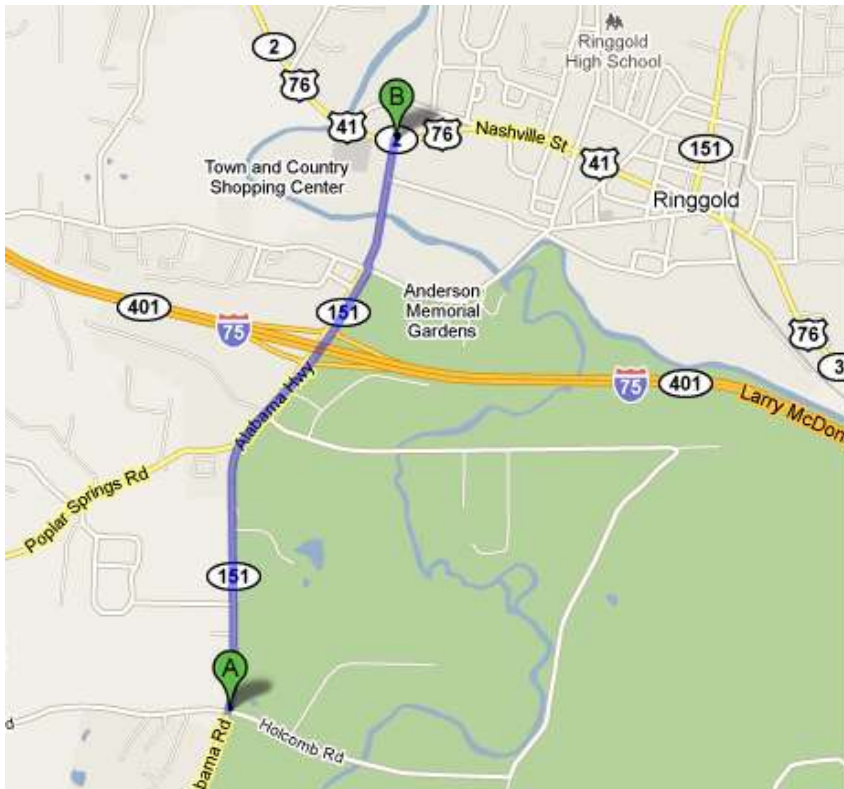 Ringgold
High School
2
76
B
41
2
76
Nashville St
41
151
Town and Country
Shopping Center
Ringgold
Anderson
Memorial
Gardens
401
75
151
76
3
75
401
Larry McDon
Alabama Hwy
Poplar Springs Rd
151
A
d
Holcomb Rd
bama Rd